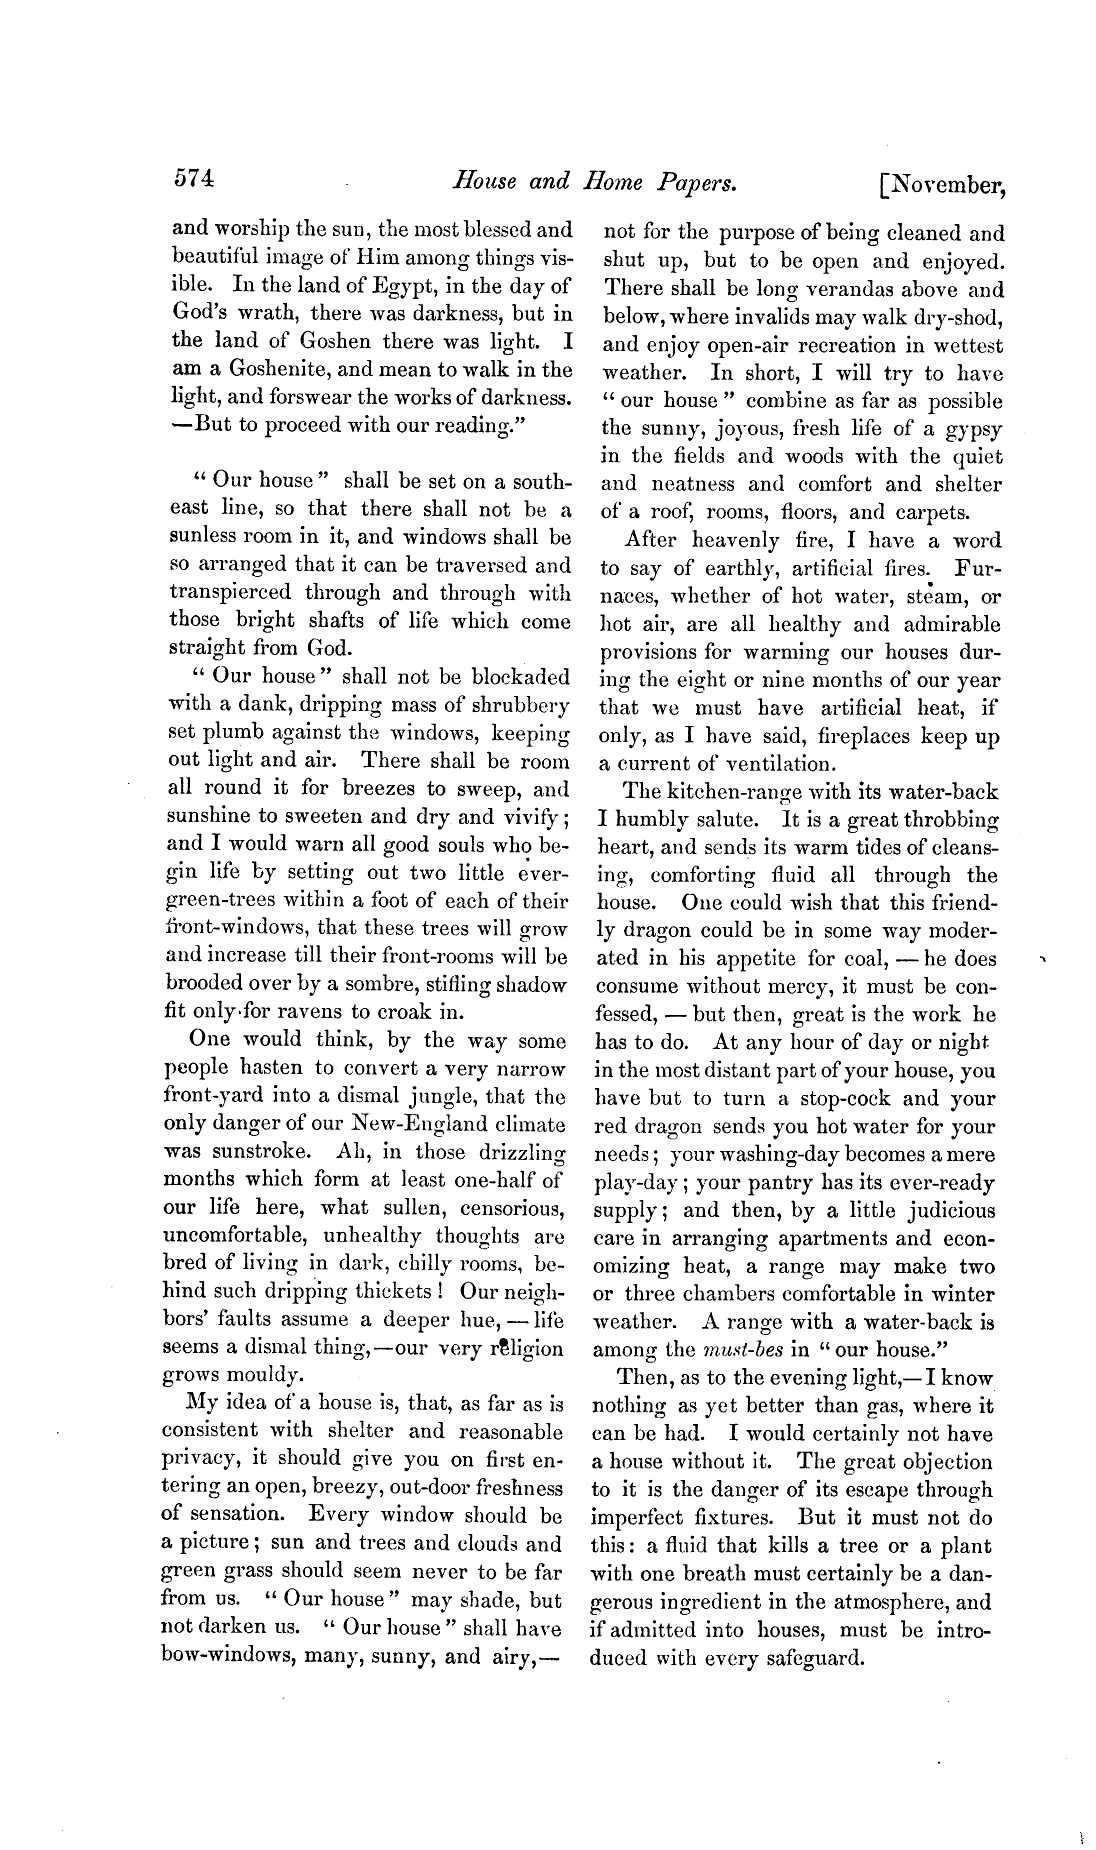 574 House and Home Papers. [November,
and worship the sun, the most blessed and
beautiful image of Him among things vis-
ible. In the land of Egypt, in the day of
God's wrath, there was darkness, but in
the land of Goshen there was light. I
am a Goshenite, and mean to walk in the
light, and forswear the works of darkness.
—But to proceed with our reading."
"Our house" shall be set on a south-
east line, so that there shall not be a
sunless room in it, and windows shall be
so arranged that it can be traversed and
transpierced through and through with
those bright shafts of life which come
straight from God.
"Our house" shall not be blockaded
with a dank, dripping mass of shrubbery
set plumb against the windows, keeping
out light and air. There shall be room
all round it for breezes to sweep, and
sunshine to sweeten and dry and vivify;
and I would warn all good souls who be-
gin life by setting out two little ever-
green-trees within a foot of each of their
front-windows, that these trees will grow
and increase till their front-rooms will be
brooded over by a sombre, stifling shadow
fit only for ravens to croak in.
One would think, by the way some
people hasten to convert a very narrow
front-yard into a dismal jungle, that the
only danger of our New-England climate
was sunstroke. Ah, in those drizzling
months which form at least one-half of
our life here, what sullen, censorious,
uncomfortable, unhealthy thoughts are
bred of living in dark, chilly rooms, be-
hind such dripping thickets! Our neigh-
bors' faults assume a deeper hue,—life
seems a dismal thing,—our very religion
grows mouldy.
My idea of a house is, that, as far as is
consistent with shelter and reasonable
privacy, it should give you on first en-
tering an open, breezy, out-door freshness
of sensation. Every window should be
a picture; sun and trees and clouds and
green grass should seem never to be far
from us. "Our house" may shade, but
not darken us. "Our house" shall have
bow-windows, many, sunny, and airy,—
not for the purpose of being cleaned and
shut up, but to be open and enjoyed.
There shall be long verandas above and
below, where invalids may walk dry-shod,
and enjoy open-air recreation in wettest
weather. In short, I will try to have
"our house" combine as far as possible
the sunny, joyous, fresh life of a gypsy
in the fields and woods with the quiet
and neatness and comfort and shelter
of a roof, rooms, floors, and carpets.
After heavenly fire, I have a word
to say of earthly, artificial fires. Fur-
naces, whether of hot water, steam, or
hot air, are all healthy and admirable
provisions for warming our houses dur-
ing the eight or nine months of our year
that we must have artificial heat, if
only, as I have said, fireplaces keep up
a current of ventilation.
The kitchen-range with its water-back
I humbly salute. It is a great throbbing
heart, and sends its warm tides of cleans-
ing, comforting fluid all through the
house. One could wish that this friend-
ly dragon could be in some way moder-
ated in his appetite for coal,—he does
consume without mercy, it must be con-
fessed,—but then, great is the work he
has to do. At any hour of day or night
in the most distant part of your house, you
have but to turn a stop-cock and your
red dragon sends you hot water for your
needs; your washing-day becomes a mere
play-day; your pantry has its ever-ready
supply; and then, by a little judicious
care in arranging apartments and econ-
omizing heat, a range may make two
or three chambers comfortable in winter
weather. A range with a water-back is
among the must-bes in "our house."
Then, as to the evening light,—I know
nothing as yet better than gas, where it
can be had. I would certainly not have
a house without it. The great objection
to it is the danger of its escape through
imperfect fixtures. But it must not do
this: a fluid that kills a tree or a plant
with one breath must certainly be a dan-
gerous ingredient in the atmosphere, and
if admitted into houses, must be intro-
duced with every safeguard.